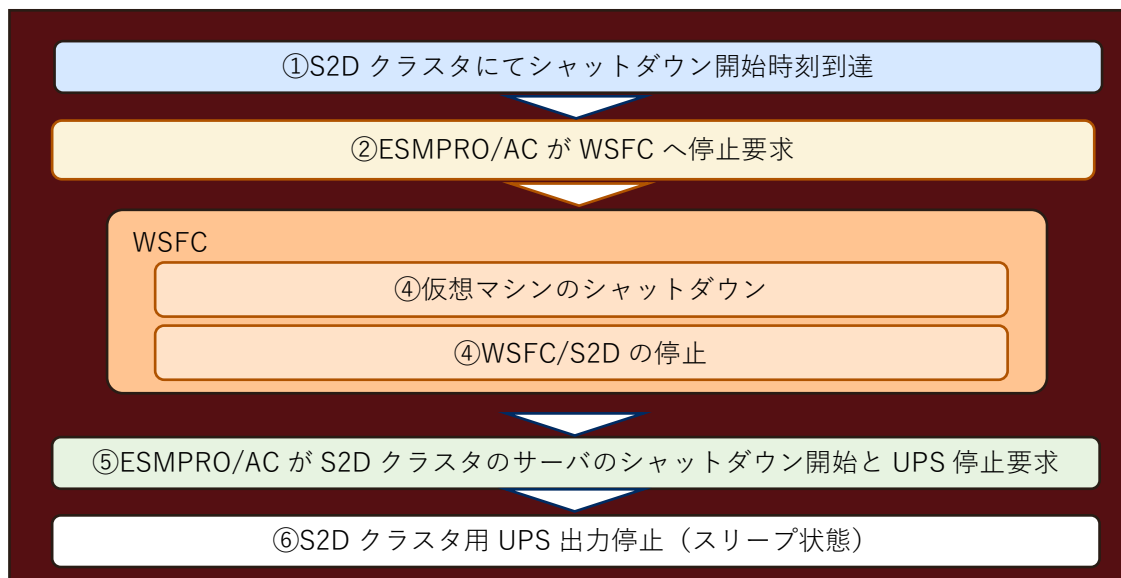 ①S2D クラスタにてシャットダウン開始時刻到達
②ESMPRO/AC が WSFC へ停止要求
WSFC
④仮想マシンのシャットダウン
④WSFC/S2D の停止
⑤ESMPRO/AC が S2D クラスタのサーバのシャットダウン開始と UPS 停止要求
⑥S2D クラスタ用 UPS 出力停止（スリープ状態）